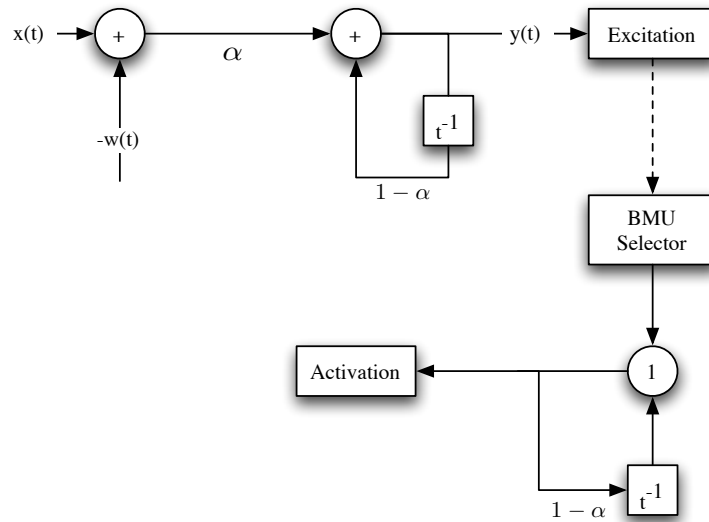 x(t)
+
α
+
y(t)
Excitation
-w(t)
t-1
1 − α
BMU
Selector
Activation
1
t-1
1 − α